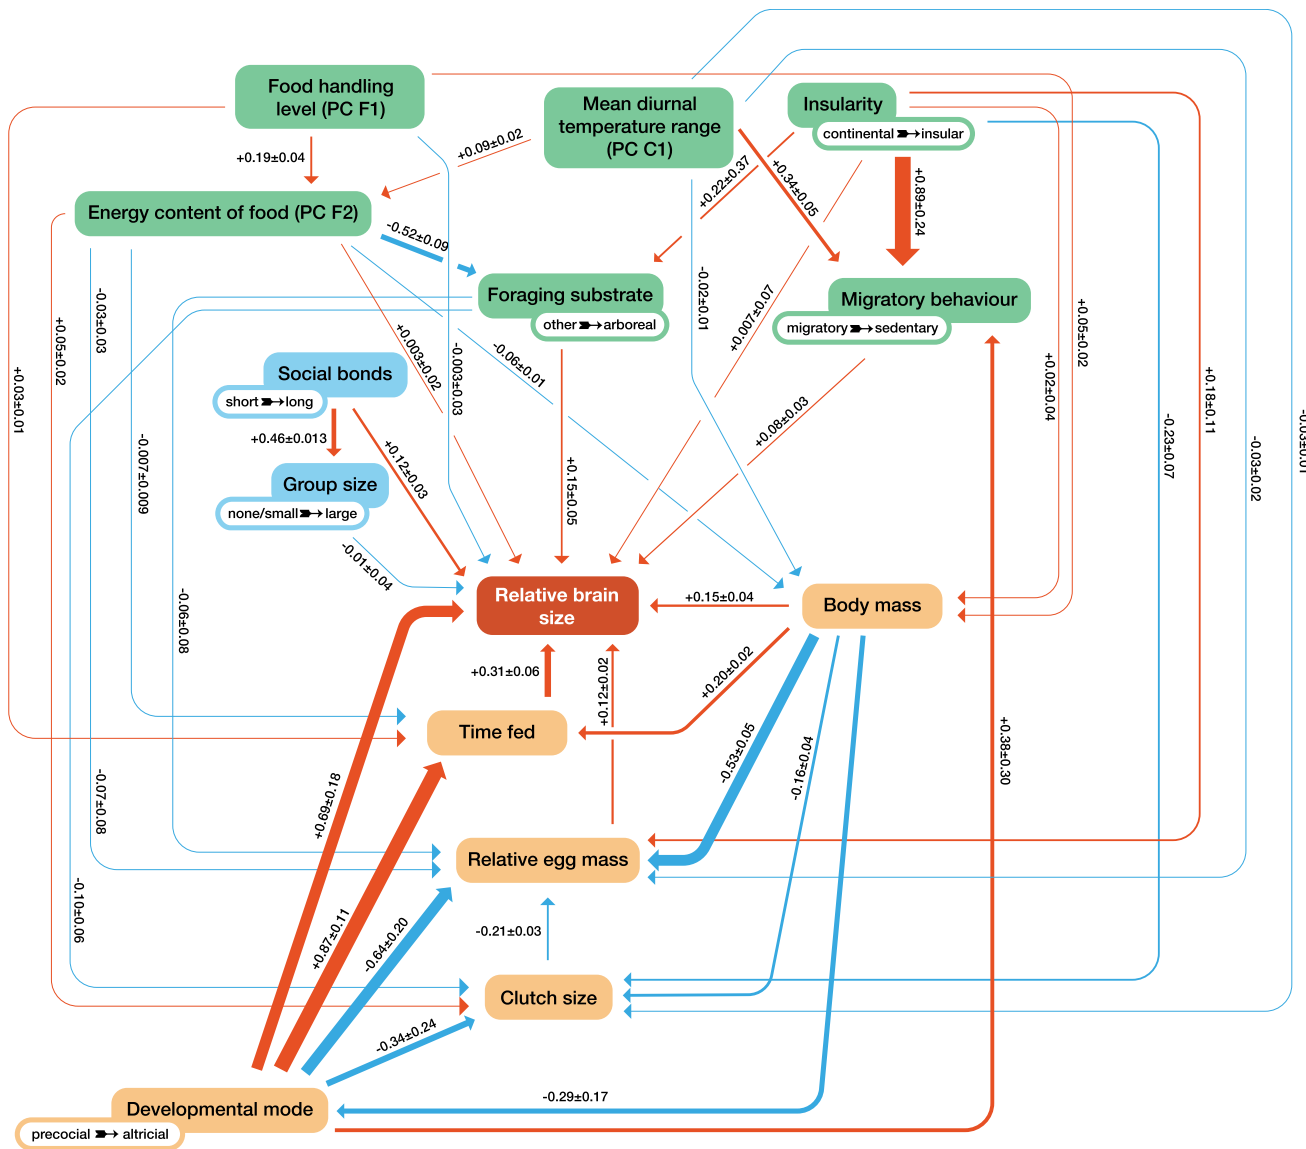 Food handling
level (PC F1)
Mean diurnal
temperature range
(PC C1)
Insularity
continental insular
+0.19±0.04
+0.09±0.02
+0.22±0.37
+0.34±0.05
+0.89±0.24
Energy content of food (PC F2)
-0.52±0.09
Foraging substrate
other arboreal
Migratory behaviour
migratory sedentary
-0.03±0.03
+0.05±0.02
+0.03±0.01
+0.003±0.02
-0.003±0.03
-0.06±0.01
-0.02±0.01
+0.007±0.07
+0.05±0.02
+0.02±0.04
+0.18±0.11
-0.23±0.07
-0.03±0.02
-0.03±0.01
Social bonds
short long
+0.46±0.013
+0.12±0.03
+0.08±0.03
+0.15±0.05
-0.007±0.009
Group size
none/small large
-0.01±0.04
-0.06±0.08
Relative brain
size
+0.15±0.04
Body mass
+0.31±0.06
+0.12±0.02
+0.20±0.02
Time fed
-0.53±0.05
-0.16±0.04
+0.38±0.30
+0.69±0.18
-0.07±0.08
Relative egg mass
-0.10±0.06
+0.87±0.11
-0.64±0.20
-0.21±0.03
Clutch size
-0.34±0.24
-0.29±0.17
Developmental mode
precocial altricial